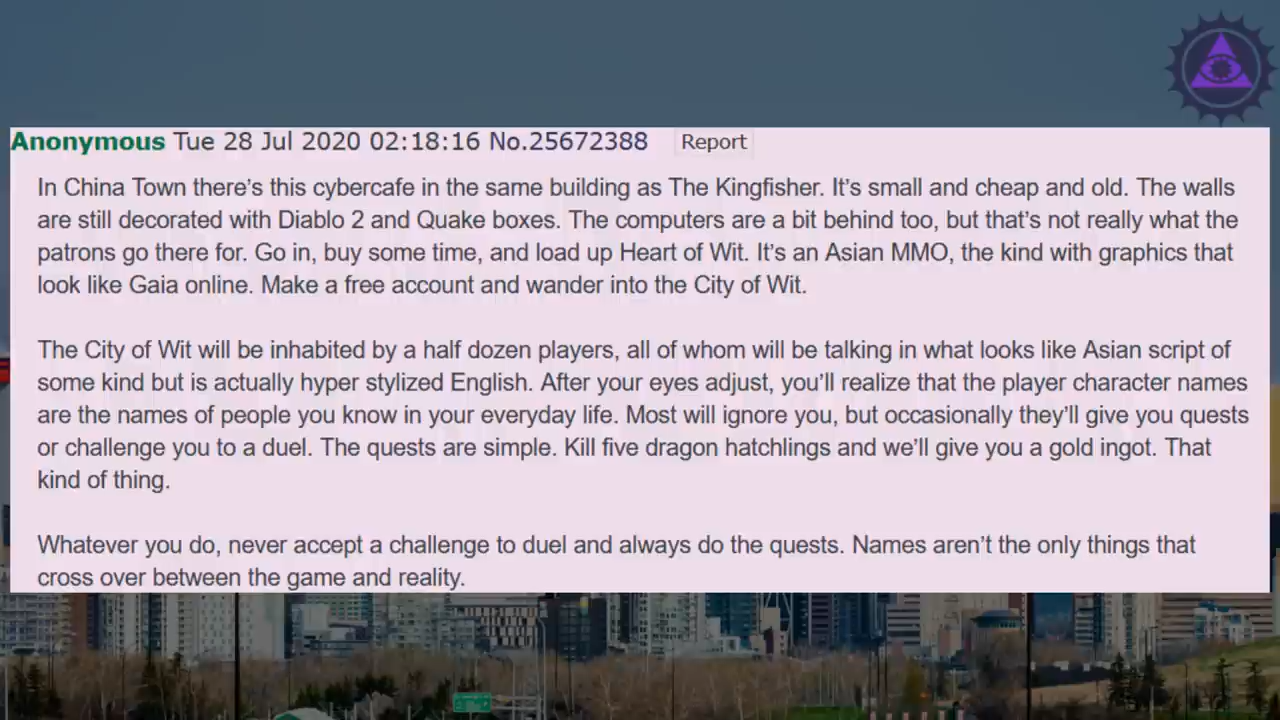 Anonymous Tue 28 Jul 2020 02:18:16 No.25672388 Report
In China Town there’s this cybercafe in the same building as The Kingfisher. It’s small and cheap and old. The walls
are still decorated with Diablo 2 and Quake boxes. The computers are a bit behind too, but that’s not really what the
patrons go there for. Go in, buy some time, and load up Heart of Wit. It’s an Asian MMO, the kind with graphics that
look like Gaia online. Make a free account and wander into the City of Wit.
The City of Wit will be inhabited by a half dozen players, all of whom will be talking in what looks like Asian script of
some kind but is actually hyper stylized English. After your eyes adjust, you’ll realize that the player character names
are the names of people you know in your everyday life. Most will ignore you, but occasionally they’ll give you quests
or challenge you to a duel. The quests are simple. Kill five dragon hatchlings and we’ll give you a gold ingot. That
kind of thing.
Whatever you do, never accept a challenge to duel and always do the quests. Names aren’t the only things that
cross over between the game and reality.